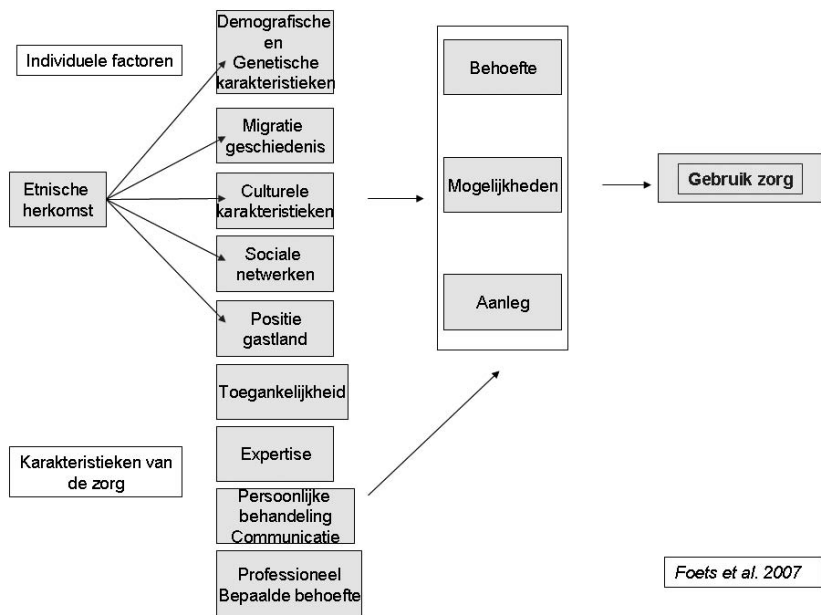 Individuele factoren
Etnische
herkomst
Demografische
en
Genetische
karakteristieken
Migratie
geschiedenis
Culturele
karakteristieken
Sociale
netwerken
Positie
gastland
Toegankelijkheid
Expertise
Persoonlijke
behandeling
Communicatie
Professioneel
Bepaalde behoefte
Karakteristieken van
de zorg
Behoefte
Mogelijkheden
Aanleg
Gebruik zorg
Foets et al. 2007